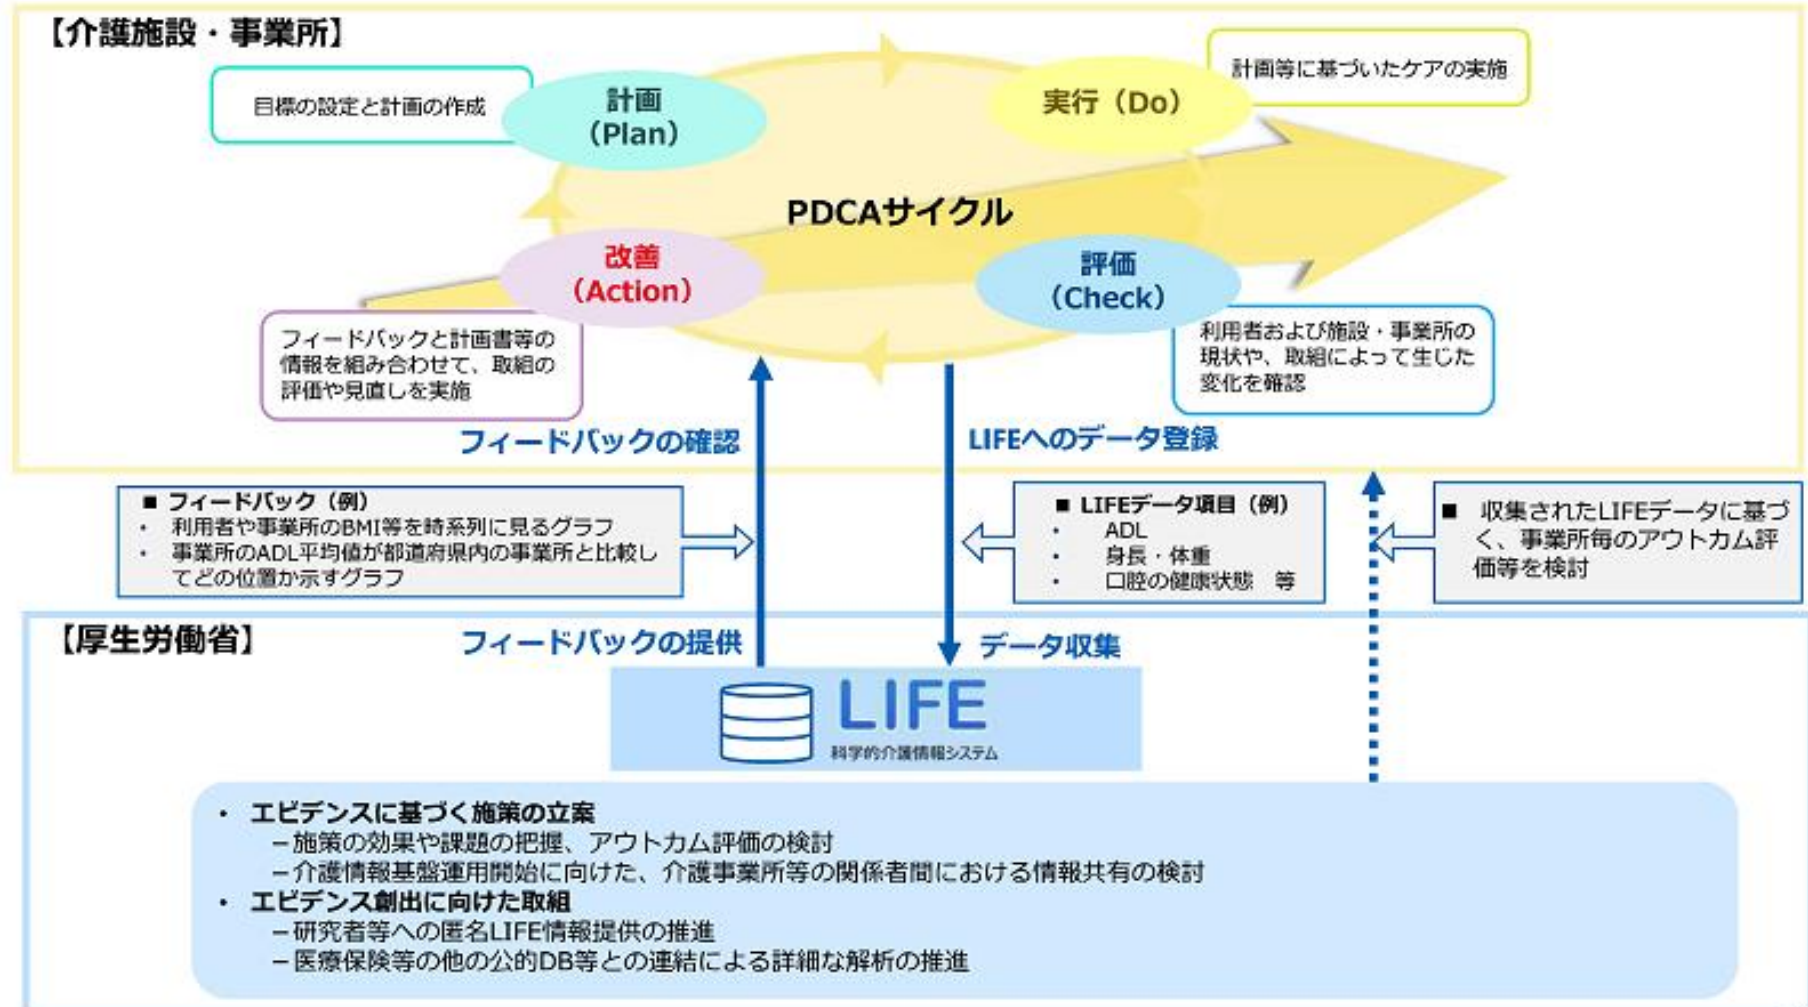 【介護施設・事業所】
目標の設定と計画の作成
計画
（Plan）
実行（Do）
計画等に基づいたケアの実施
PDCAサイクル
改善
（Action）
評価
（Check）
フィードバックと計画書等の
情報を組み合わせて、取組の
評価や見直しを実施
利用者および施設・事業所の
現状や、取組によって生じた
変化を確認
フィードバックの確認
LIFEへのデータ登録
■ フィードバック（例）
・ 利用者や事業所のBMI等を時系列に見るグラフ
・ 事業所のADL平均値が都道府県内の事業所と比較し
てどの位置か示すグラフ
■ LIFEデータ項目（例）
・ ADL
・ 身長・体重
・ 口腔の健康状態　等
■ 収集されたLIFEデータに基づ
く、事業所毎のアウトカム評
価等を検討
【厚生労働省】
フィードバックの提供
データ収集
LIFE
科学的介護情報システム
・ エビデンスに基づく施策の立案
－施策の効果や課題の把握、アウトカム評価の検討
－介護情報基盤運用開始に向けた、介護事業所等の関係者間における情報共有の検討
・ エビデンス創出に向けた取組
－研究者等への匿名LIFE情報提供の推進
－医療保険等の他の公的DB等との連結による詳細な解析の推進